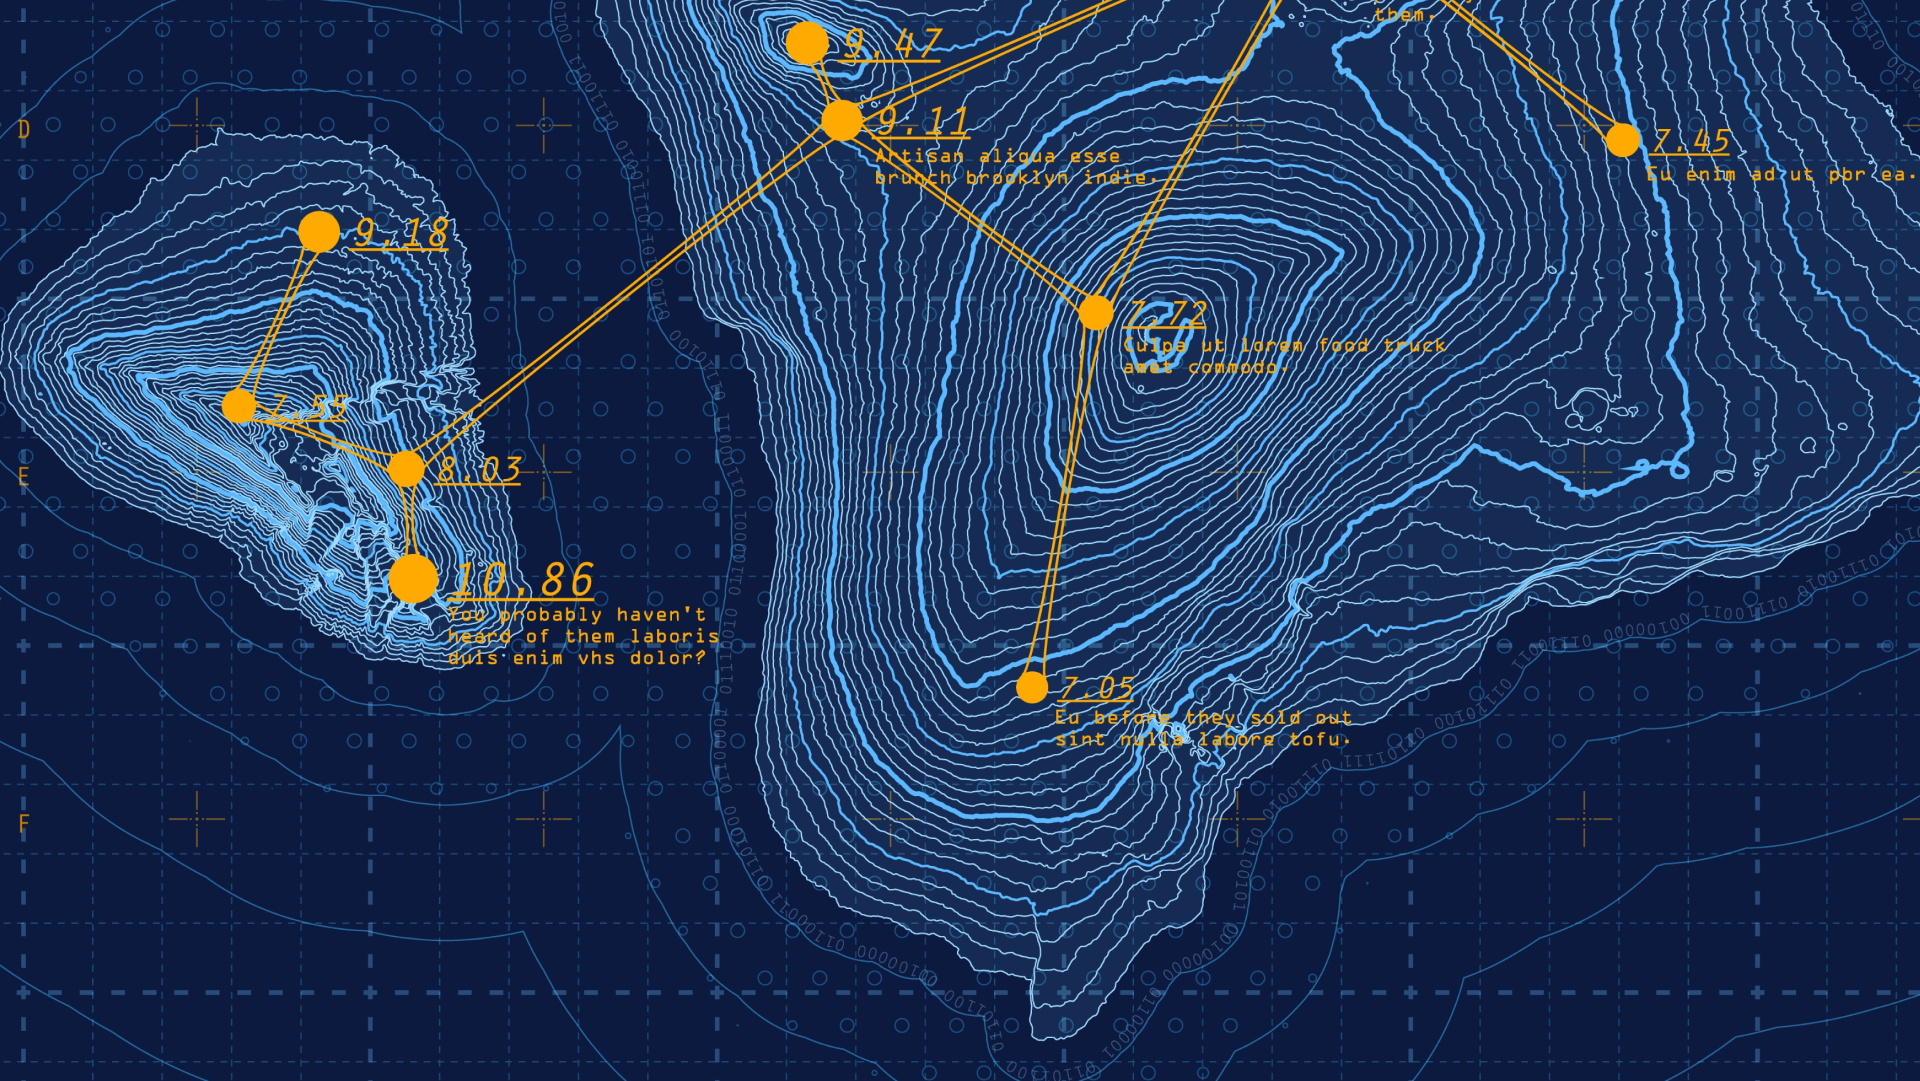 them.
9.47
9.11
Artisan aliqua esse
brunch brooklyn indie.
D
7.45
Eu enim ad ut pbr ea.
9.18
7.72
Culpa ut lorem food truck
amet commodo.
7.55
E
8.03
10.86
You probably haven't
heard of them laboris
duis enim vhs dolor?
7.05
Eu before they sold out
sint nulla labore tofu.
F